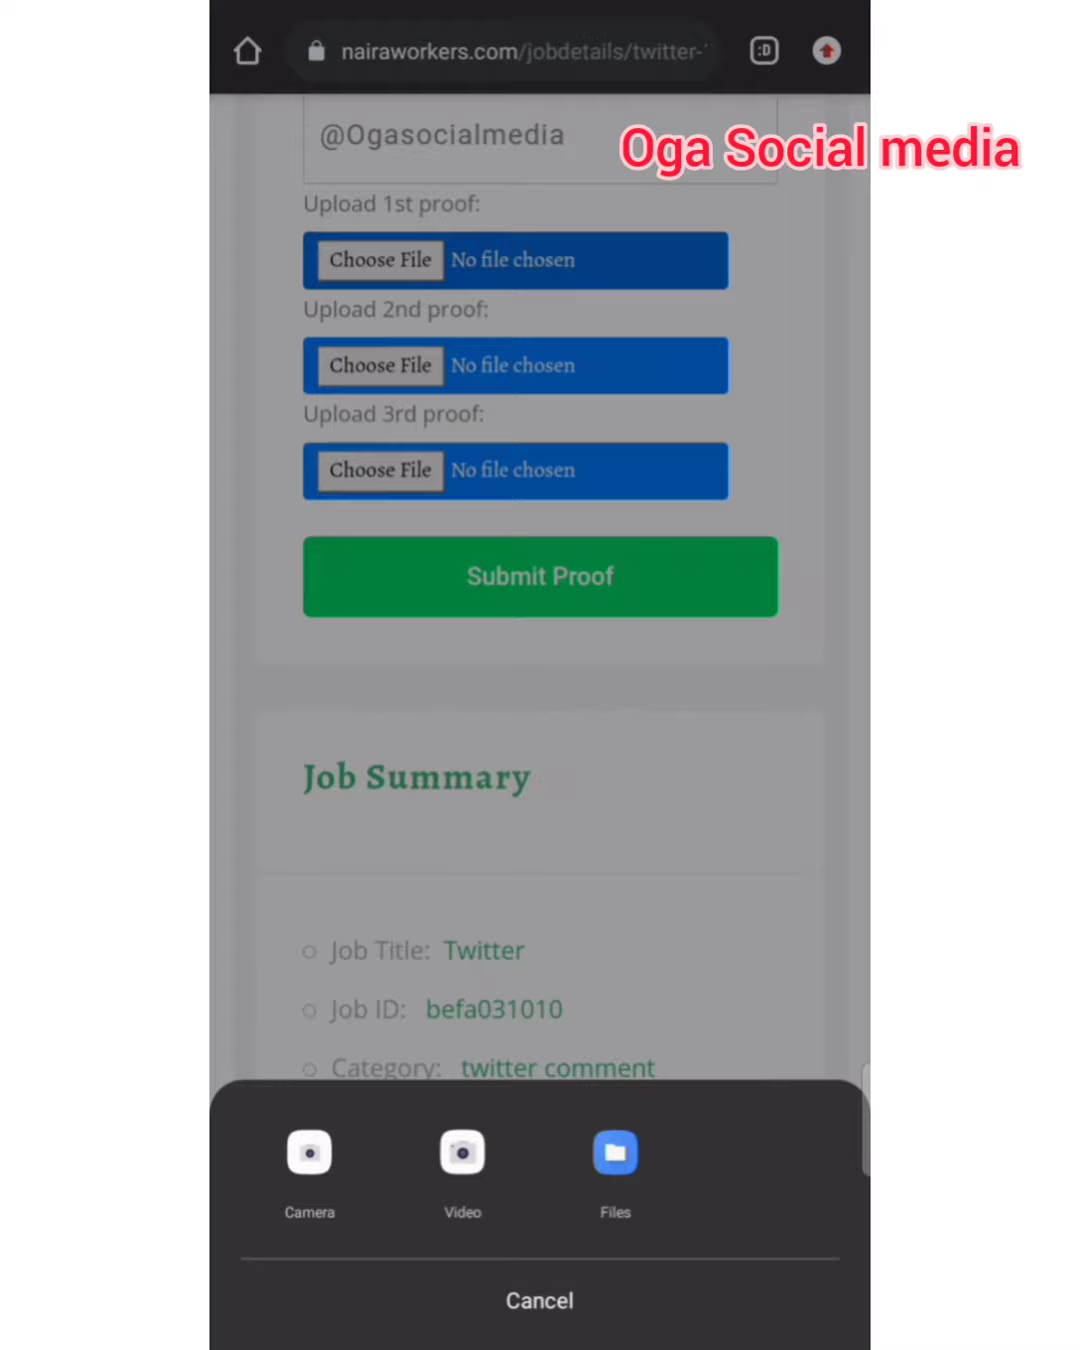 nairaworkers.com/jobdetails/twitter-
:D
@Ogasocialmedia
Oga Social media
Upload 1st proof:
Choose File No file chosen
Upload 2nd proof:
Choose File No file chosen
Upload 3rd proof:
Choose File No file chosen
Submit Proof
Job Summary
Job Title: Twitter
Job ID: befa031010
Category: twitter comment
Camera Video Files
Cancel